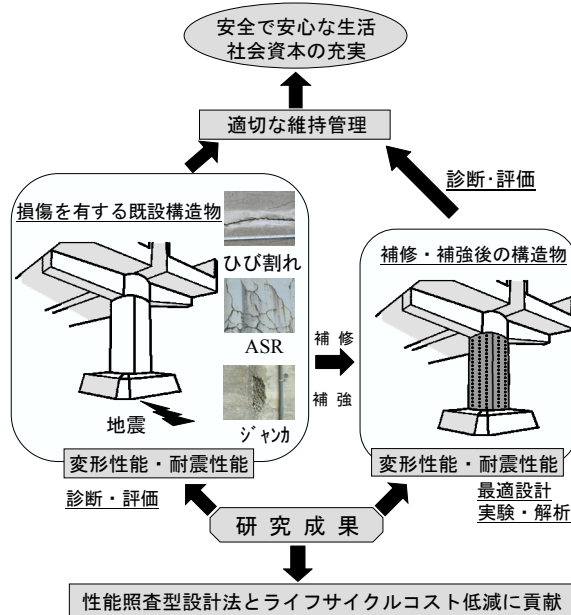 安全で安心な生活
社会資本の充実
適切な維持管理
診断・評価
損傷を有する既設構造物
ひび割れ
ASR
ジャンカ
地震
変形性能・耐震性能
診断・評価
補 修
補 強
補修・補強後の構造物
変形性能・耐震性能
最適設計
実験・解析
研 究 成 果
性能照査型設計法とライフサイクルコスト低減に貢献